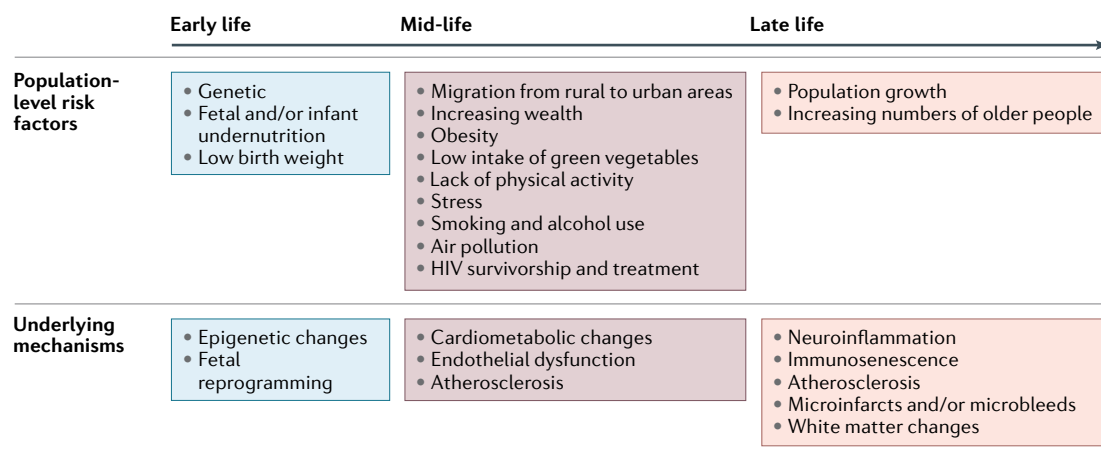 Early life
Mid-life
Late life
Population-
level risk
factors
• Genetic
• Fetal and/or infant
undernutrition
• Low birth weight
• Migration from rural to urban areas
• Increasing wealth
• Obesity
• Low intake of green vegetables
• Lack of physical activity
• Stress
• Smoking and alcohol use
• Air pollution
• HIV survivorship and treatment
• Population growth
• Increasing numbers of older people
Underlying
mechanisms
• Epigenetic changes
• Fetal
reprogramming
• Cardiometabolic changes
• Endothelial dysfunction
• Atherosclerosis
• Neuroinflammation
• Immunosenescence
• Atherosclerosis
• Microinfarcts and/or microbleeds
• White matter changes